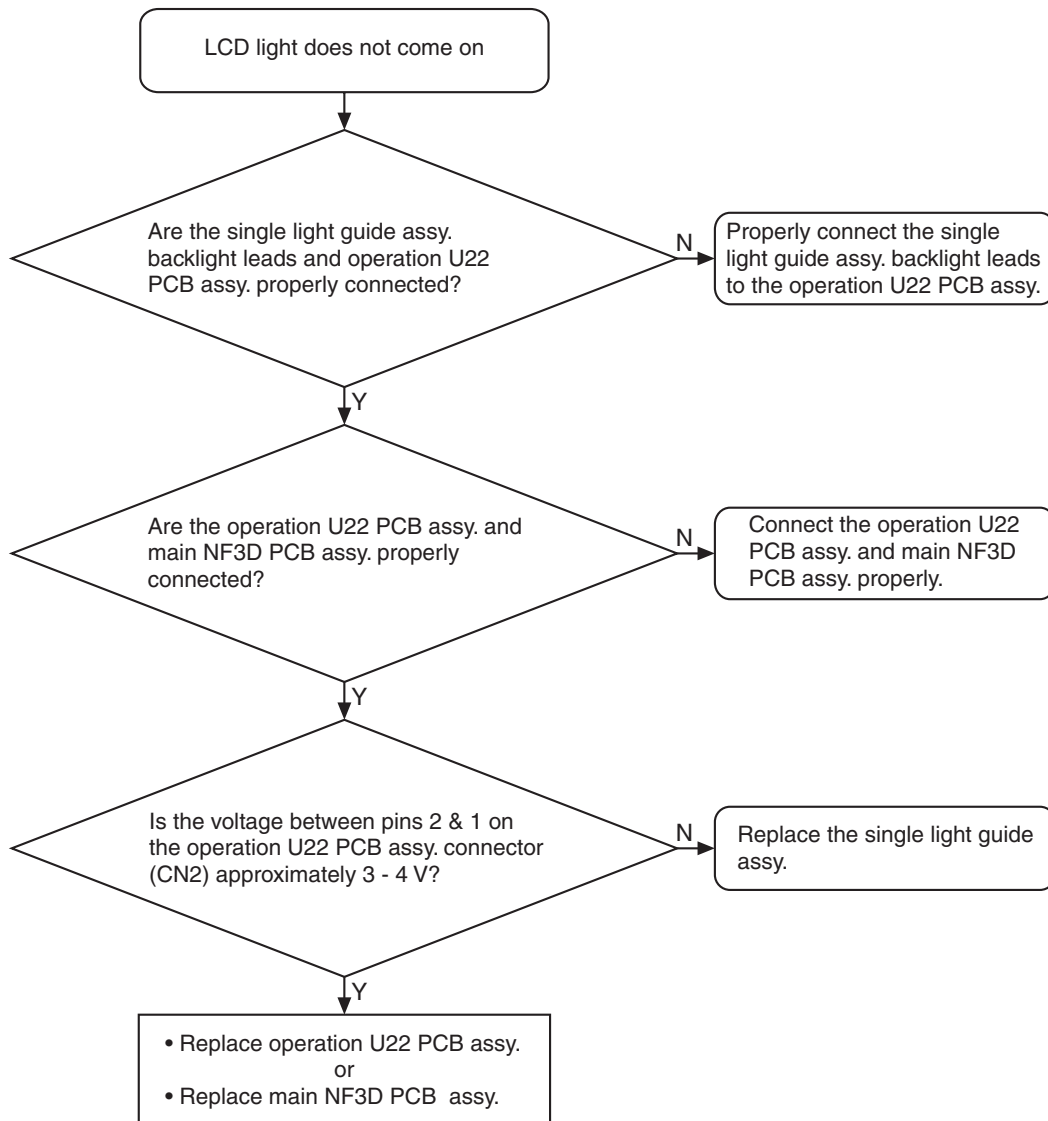 LCD light does not come on
Are the single light guide assy.
backlight leads and operation U22
PCB assy. properly connected?
N
Properly connect the single
light guide assy. backlight leads
to the operation U22 PCB assy.
Y
Are the operation U22 PCB assy. and
main NF3D PCB assy. properly
connected?
N
Connect the operation U22
PCB assy. and main NF3D
PCB assy. properly.
Y
Is the voltage between pins 2 & 1 on
the operation U22 PCB assy. connector
(CN2) approximately 3 - 4 V?
N
Replace the single light guide
assy.
Y
• Replace operation U22 PCB assy.
or
• Replace main NF3D PCB assy.